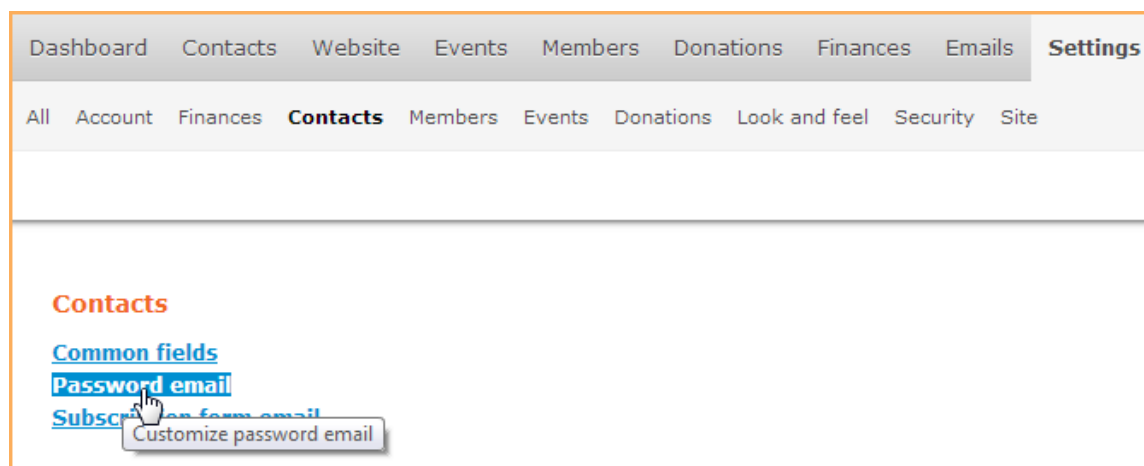 Dashboard Contacts Website Events Members Donations Finances Emails Settings
All Account Finances Contacts Members Events Donations Look and feel Security Site
Contacts
Common fields
Password email
Subscription form email
Customize password email